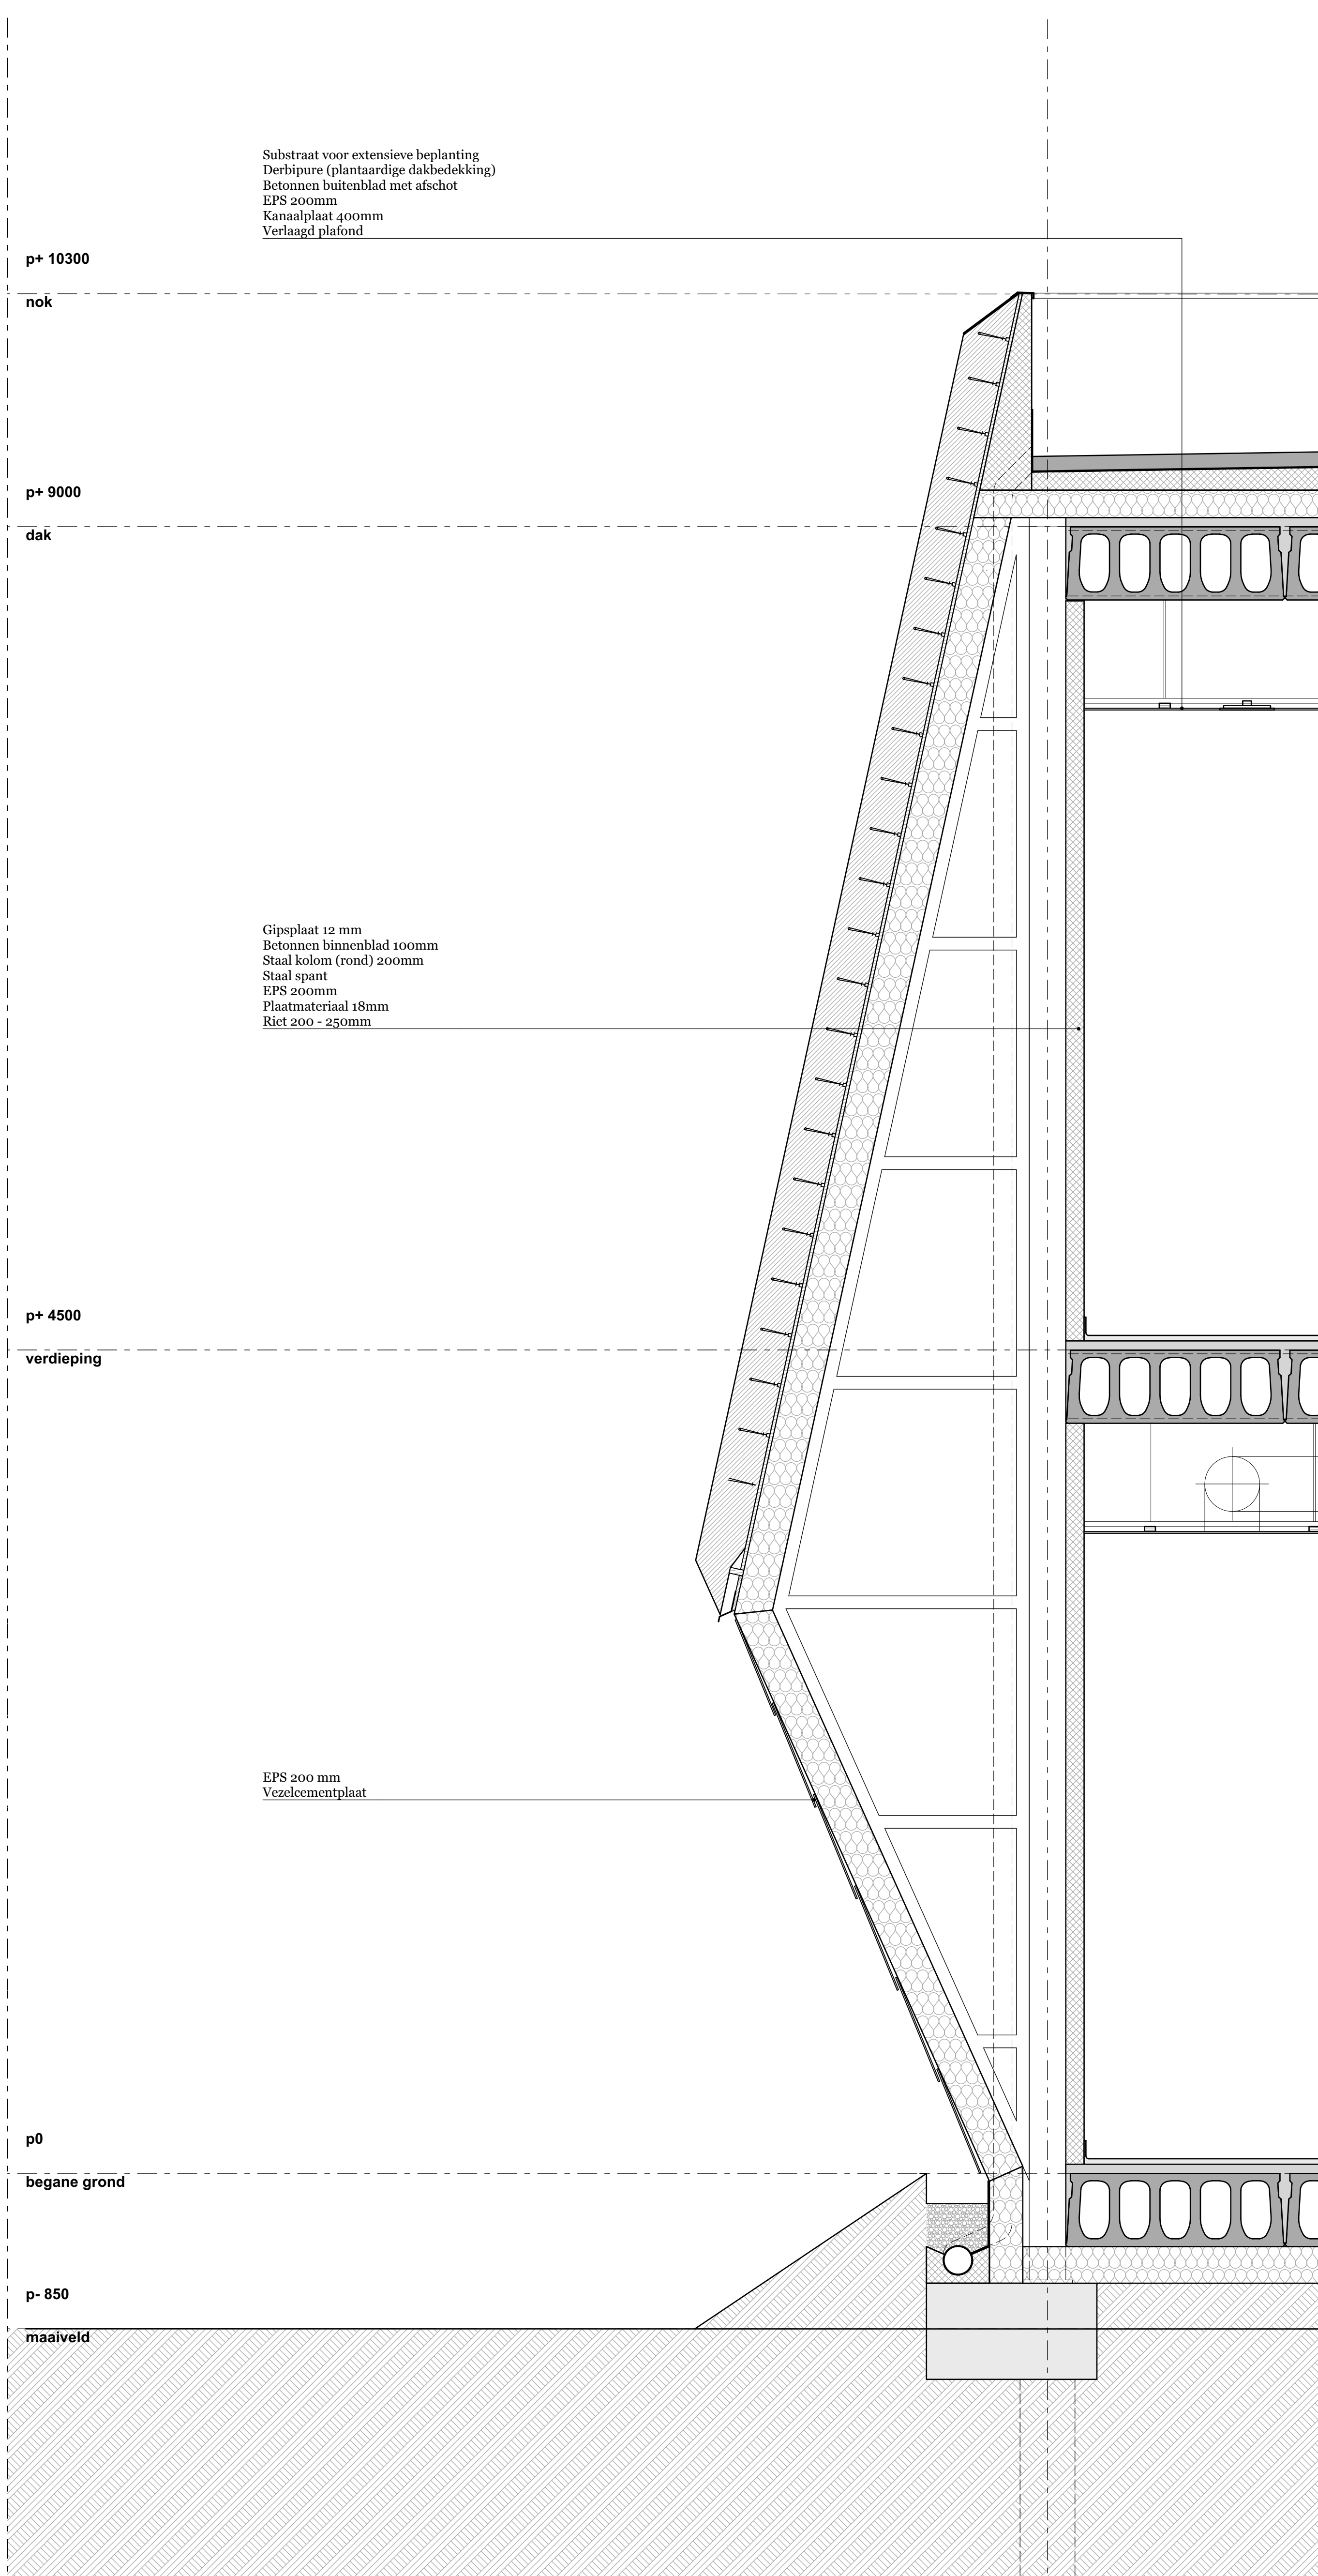 Substraat voor extensieve beplanting
Derbipure (plantaardige dakbedekking)
Betonnen buitenblad met afschot
EPS 200mm
Kanaalplaat 400mm
Verlaagd plafond
p+ 10300
nok
p+ 9000
dak
Gipsplaat 12 mm
Betonnen binnenblad 100mm
Staal kolom (rond) 200mm
Staal spant
EPS 200mm
Plaatmateriaal 18mm
Riet 200 - 250mm
p+ 4500
verdieping
EPS 200 mm
Vezelcementplaat
p0
begane grond
p- 850
maaiveld